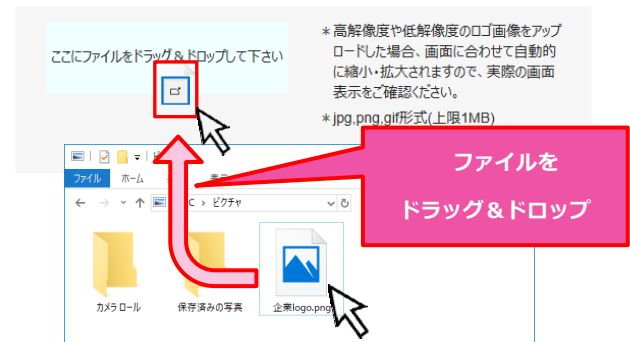 ここにファイルをドラッグ＆ドロップして下さい
＊高解像度や低解像度のロゴ画像をアップ
ロードした場合、画面に合わせて自動的
に縮小・拡大されますので、実際の画面
表示をご確認ください。
＊jpg,png,gif形式(上限1MB)
ファイルを
ドラッグ＆ドロップ
ファイル ホーム 表示
PC › ピクチャ
カメラロール 保存済みの写真 企業logo.png